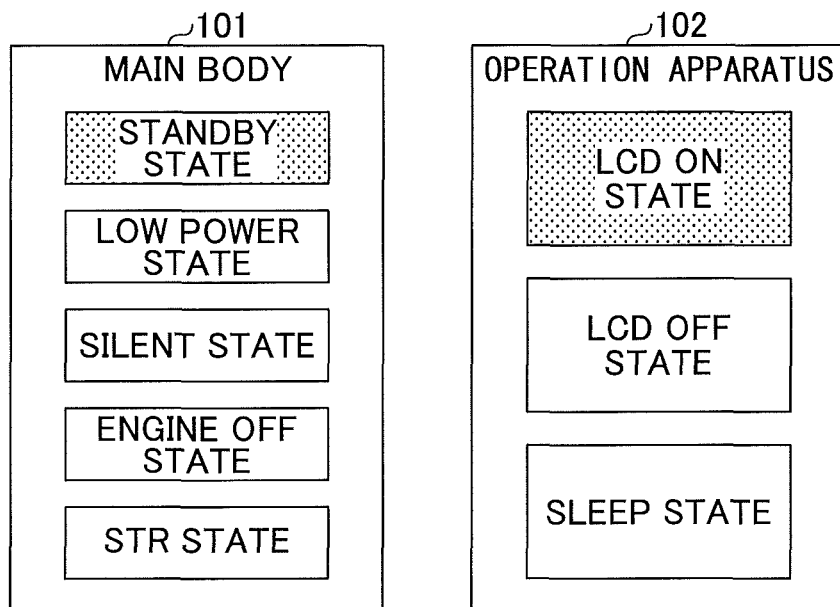 101
MAIN BODY
STANDBY
STATE
LOW POWER
STATE
SILENT STATE
ENGINE OFF
STATE
STR STATE
102
OPERATION APPARATUS
LCD ON
STATE
LCD OFF
STATE
SLEEP STATE